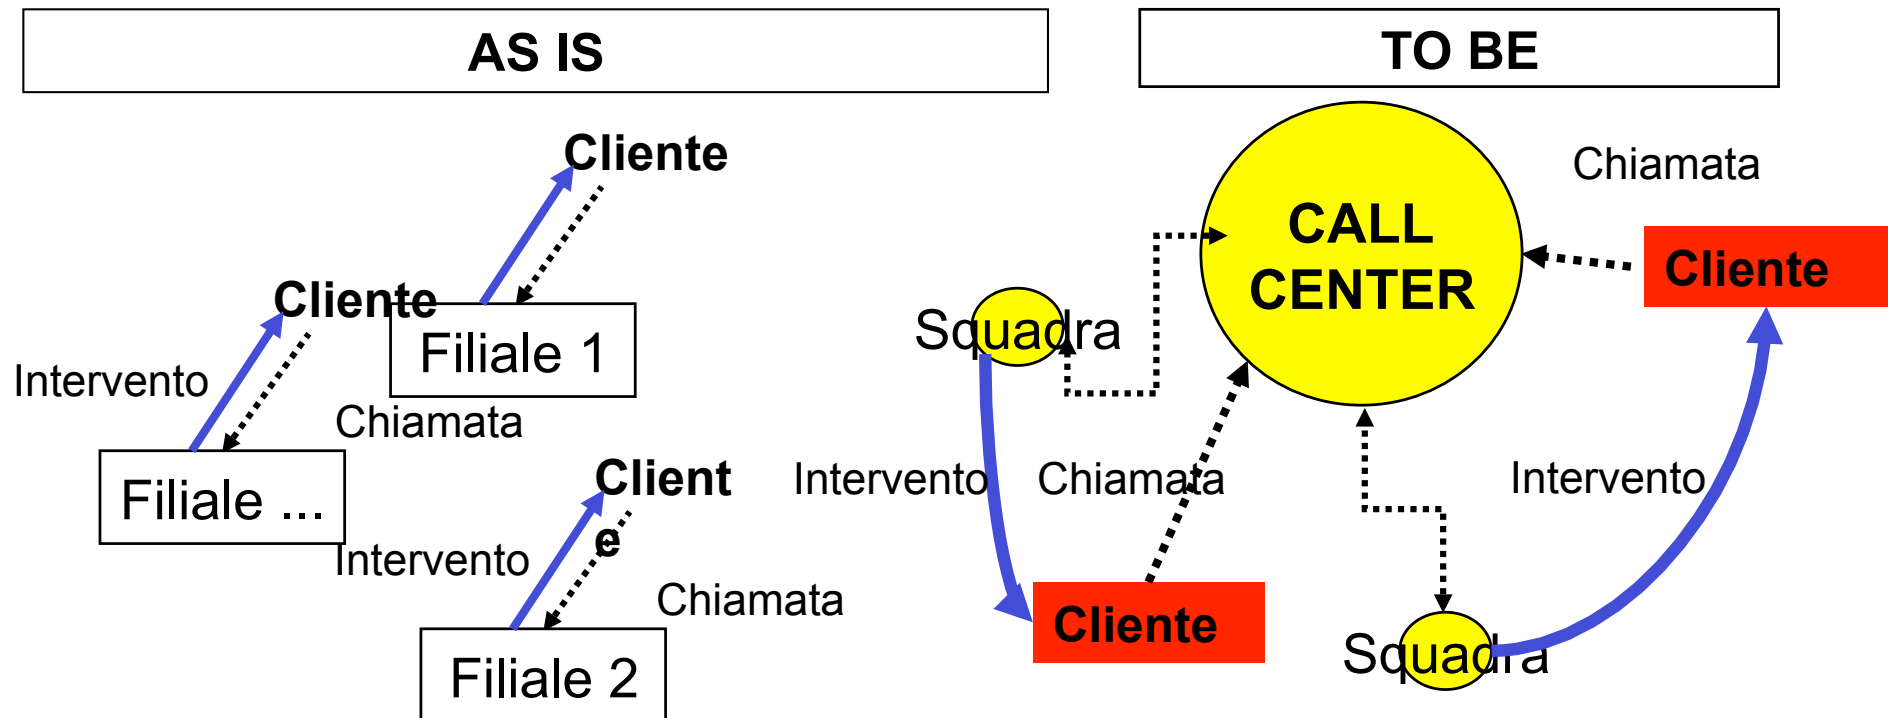 AS IS
TO BE
Cliente
Chiamata
CALL
CENTER
Cliente
Cliente
Squadra
Filiale 1
Intervento
Chiamata
Filiale ...
Client
e
Intervento
Chiamata
Intervento
Intervento
Chiamata
Cliente
Squadra
Filiale 2